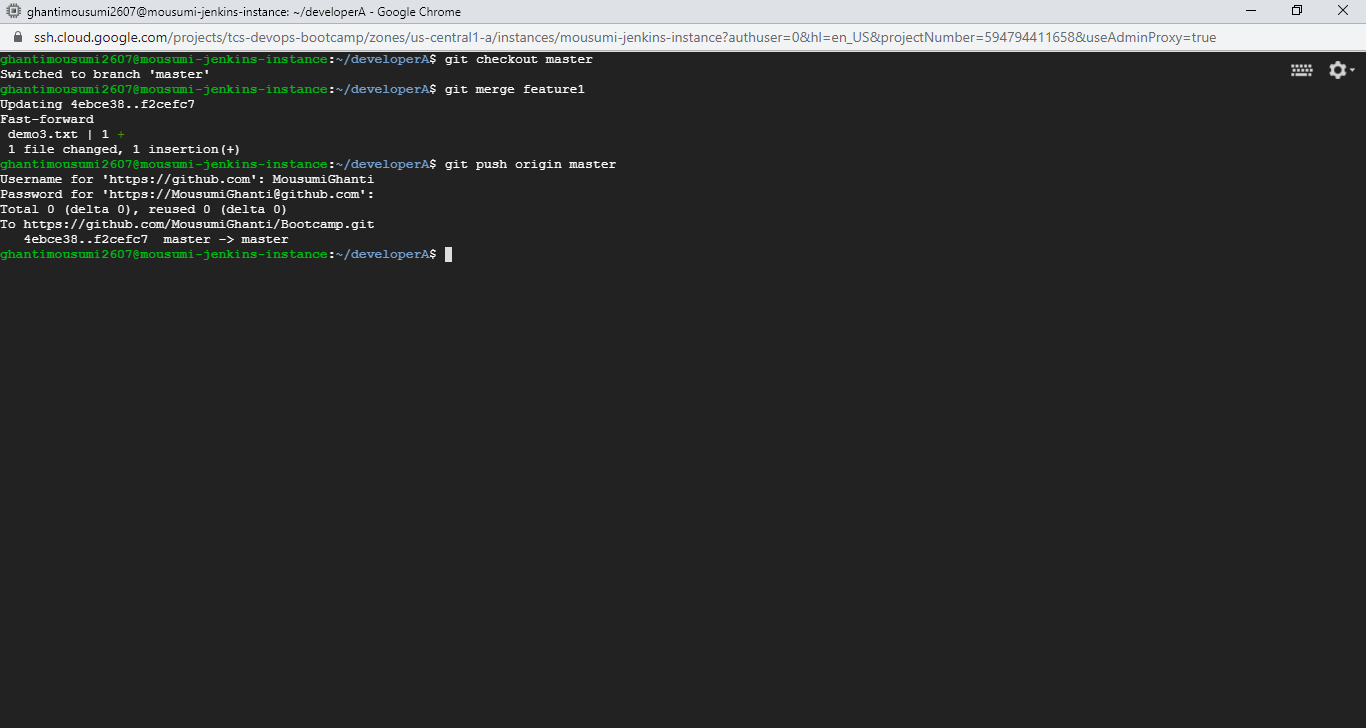 ghantimousumi2607@mousumi-jenkins-instance: ~/developerA - Google Chrome
ssh.cloud.google.com/projects/tcs-devops-bootcamp/zones/us-central1-a/instances/mousumi-jenkins-instance?authuser=0&hl=en_US&projectNumber=594794411658&useAdminProxy=true
ghantimousumi2607@mousumi-jenkins-instance:~/developerA$ git checkout master
Switched to branch 'master'
ghantimousumi2607@mousumi-jenkins-instance:~/developerA$ git merge feature1
Updating 4ebce38..f2cefc7
Fast-forward
 demo3.txt | 1 +
 1 file changed, 1 insertion(+)
ghantimousumi2607@mousumi-jenkins-instance:~/developerA$ git push origin master
Username for 'https://github.com': MousumiGhanti
Password for 'https://MousumiGhanti@github.com':
Total 0 (delta 0), reused 0 (delta 0)
To https://github.com/MousumiGhanti/Bootcamp.git
   4ebce38..f2cefc7  master -> master
ghantimousumi2607@mousumi-jenkins-instance:~/developerA$